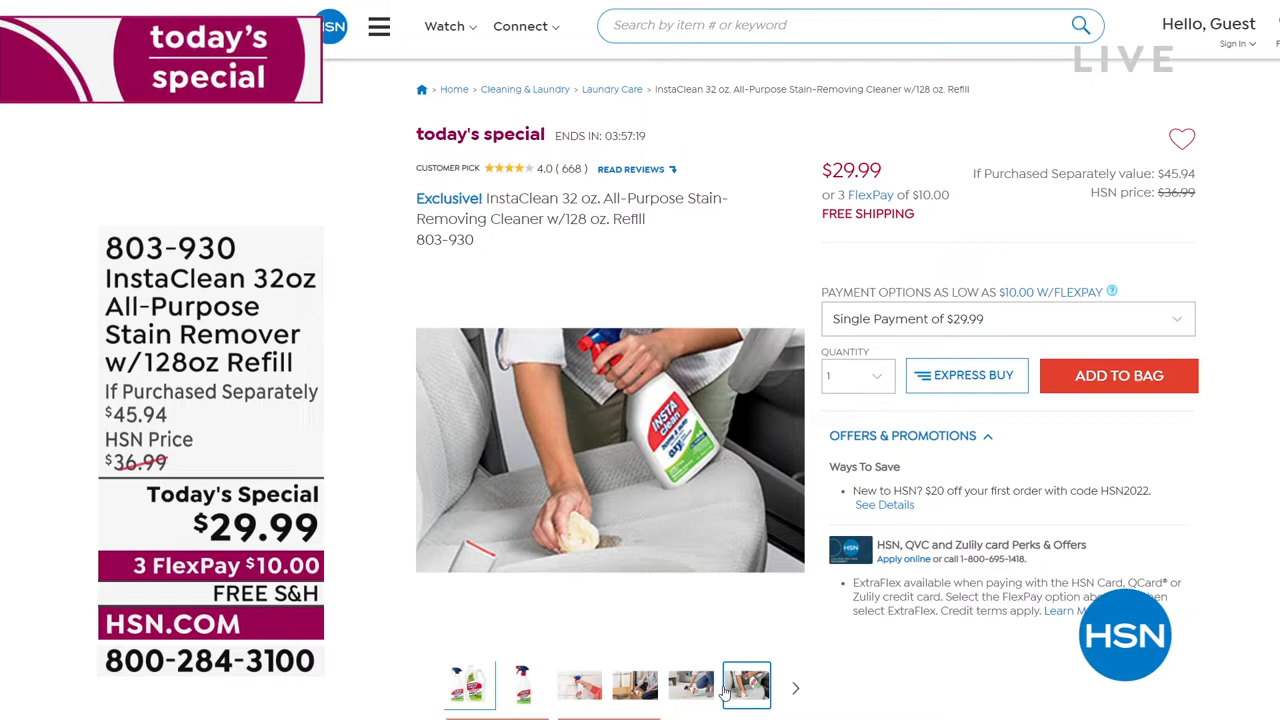 today's
special
HSN
Watch
Connect
Search by item # or keyword
Hello, Guest
Sign In
LIVE
Home > Cleaning & Laundry > Laundry Care > InstaClean 32 oz. All-Purpose Stain-Removing Cleaner w/128 oz. Refill
today's special ENDS IN: 03:57:19
CUSTOMER PICK 4.0 ( 668 ) READ REVIEWS
Exclusive! InstaClean 32 oz. All-Purpose Stain-
Removing Cleaner w/128 oz. Refill
803-930
$29.99
If Purchased Separately value: $45.94
or 3 FlexPay of $10.00
HSN price: $36.99
FREE SHIPPING
PAYMENT OPTIONS AS LOW AS $10.00 W/FLEXPAY ?
Single Payment of $29.99
QUANTITY
1
EXPRESS BUY
ADD TO BAG
OFFERS & PROMOTIONS
Ways To Save
• New to HSN? $20 off your first order with code HSN2022.
See Details
HSN
HSN, QVC and Zulily card Perks & Offers
Apply online or call 1-800-695-1418.
• ExtraFlex available when paying with the HSN Card, QCard® or
Zulily credit card. Select the FlexPay option
select ExtraFlex. Credit terms apply. Learn
HSN
803-930
InstaClean 32oz
All-Purpose
Stain Remover
w/128oz Refill
If Purchased Separately
$45.94
HSN Price
$36.99
Today's Special
$29.99
3 FlexPay $10.00
FREE S&H
HSN.COM
800-284-3100
INSTA
clean
home & auto
oxy